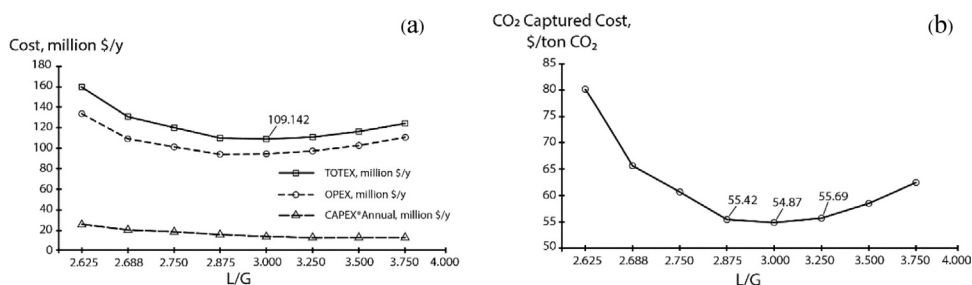 (a)
Cost, million $/y
180
160
140
120
100
80
60
40
20
0
109.142
TOTEX, million $/y
OPEX, million $/y
CAPEX*Annual, million $/y
2.625 2.688 2.750 2.875 3.000 3.250 3.500 3.750 4.000
L/G
(b)
CO₂ Captured Cost,
$/ton CO₂
85
80
75
70
65
60
55
50
55.42 54.87 55.69
2.625 2.688 2.750 2.875 3.000 3.250 3.500 3.750 4.000
L/G